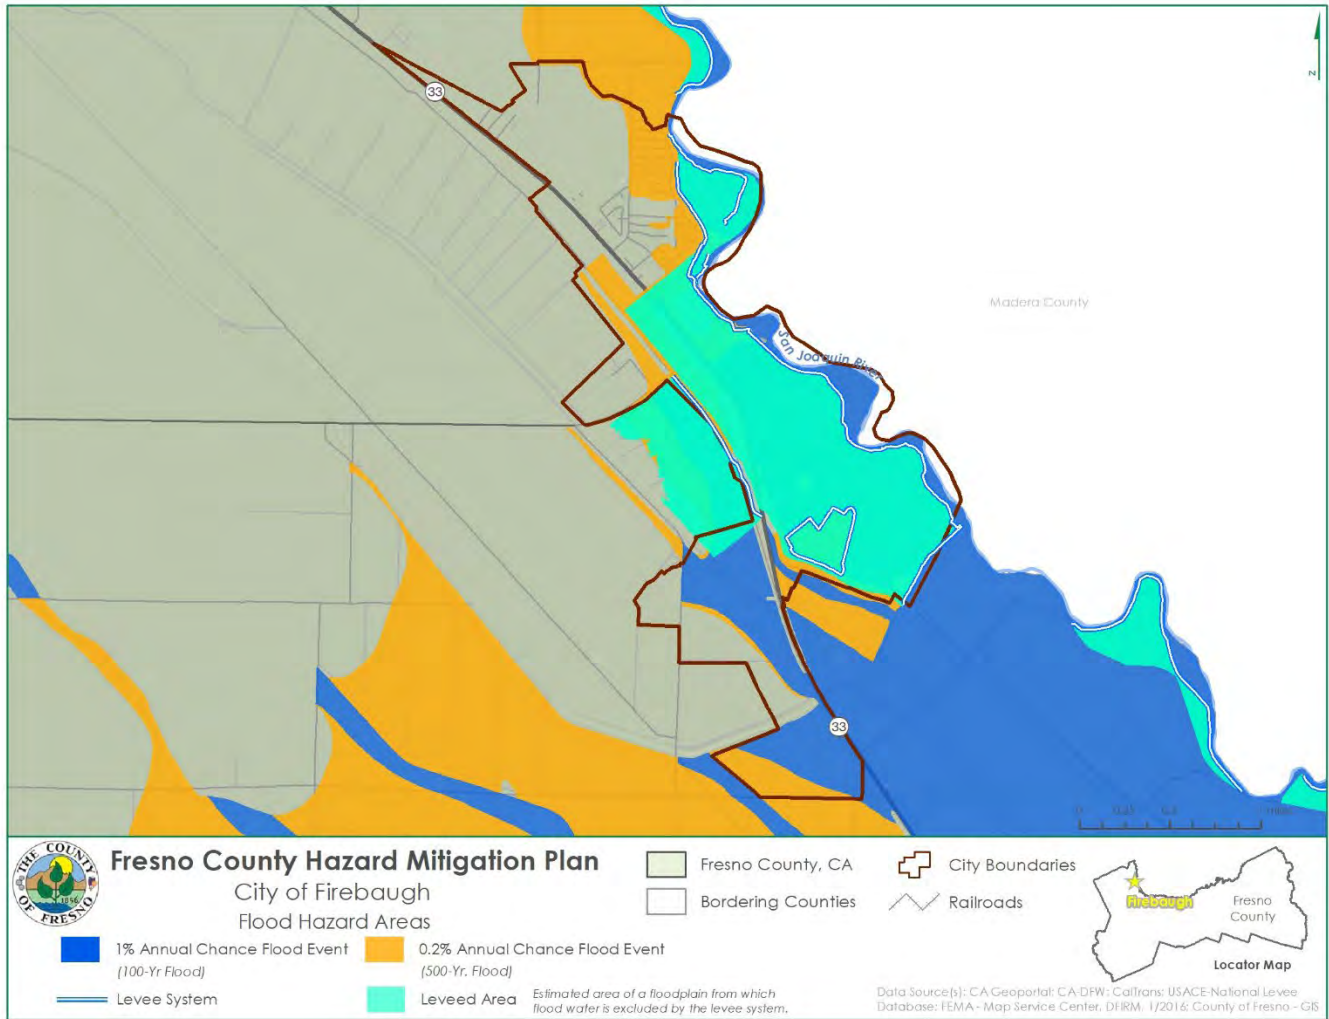 N
33
Madera County
San Joaquin River
33
0 0.25 0.5
THE COUNTY OF FRESNO
1856
Fresno County Hazard Mitigation Plan
City of Firebaugh
Flood Hazard Areas
1% Annual Chance Flood Event
(100-Yr Flood)
0.2% Annual Chance Flood Event
(500-Yr. Flood)
Levee System
Leveed Area
Estimated area of a floodplain from which
flood water is excluded by the levee system.
Fresno County, CA
Bordering Counties
City Boundaries
Railroads
Firebaugh
Fresno
County
Locator Map
Data Source(s): CA Geoportal; CA-DFW; CalTrans; USACE-National Levee
Database; FEMA - Map Service Center, DFIRM, 1/2016; County of Fresno - GIS